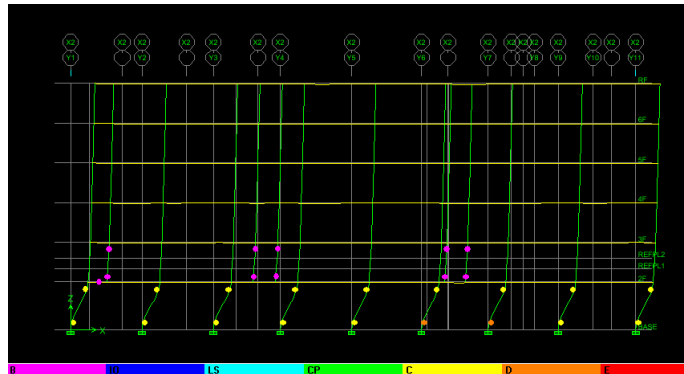 X2 X2 X2 X2 X2 X2 X2 X2 X2 X2 X2 X2 X2 X2 X2 X2 X2
Y1 Y2 Y3 Y4 Y5 Y6 Y7 Y8 Y9 Y10 Y11
RF
6F
5F
4F
3F
REFPL2
REFPL1
2F
Z
X
BASE
B IO LS CP C D E